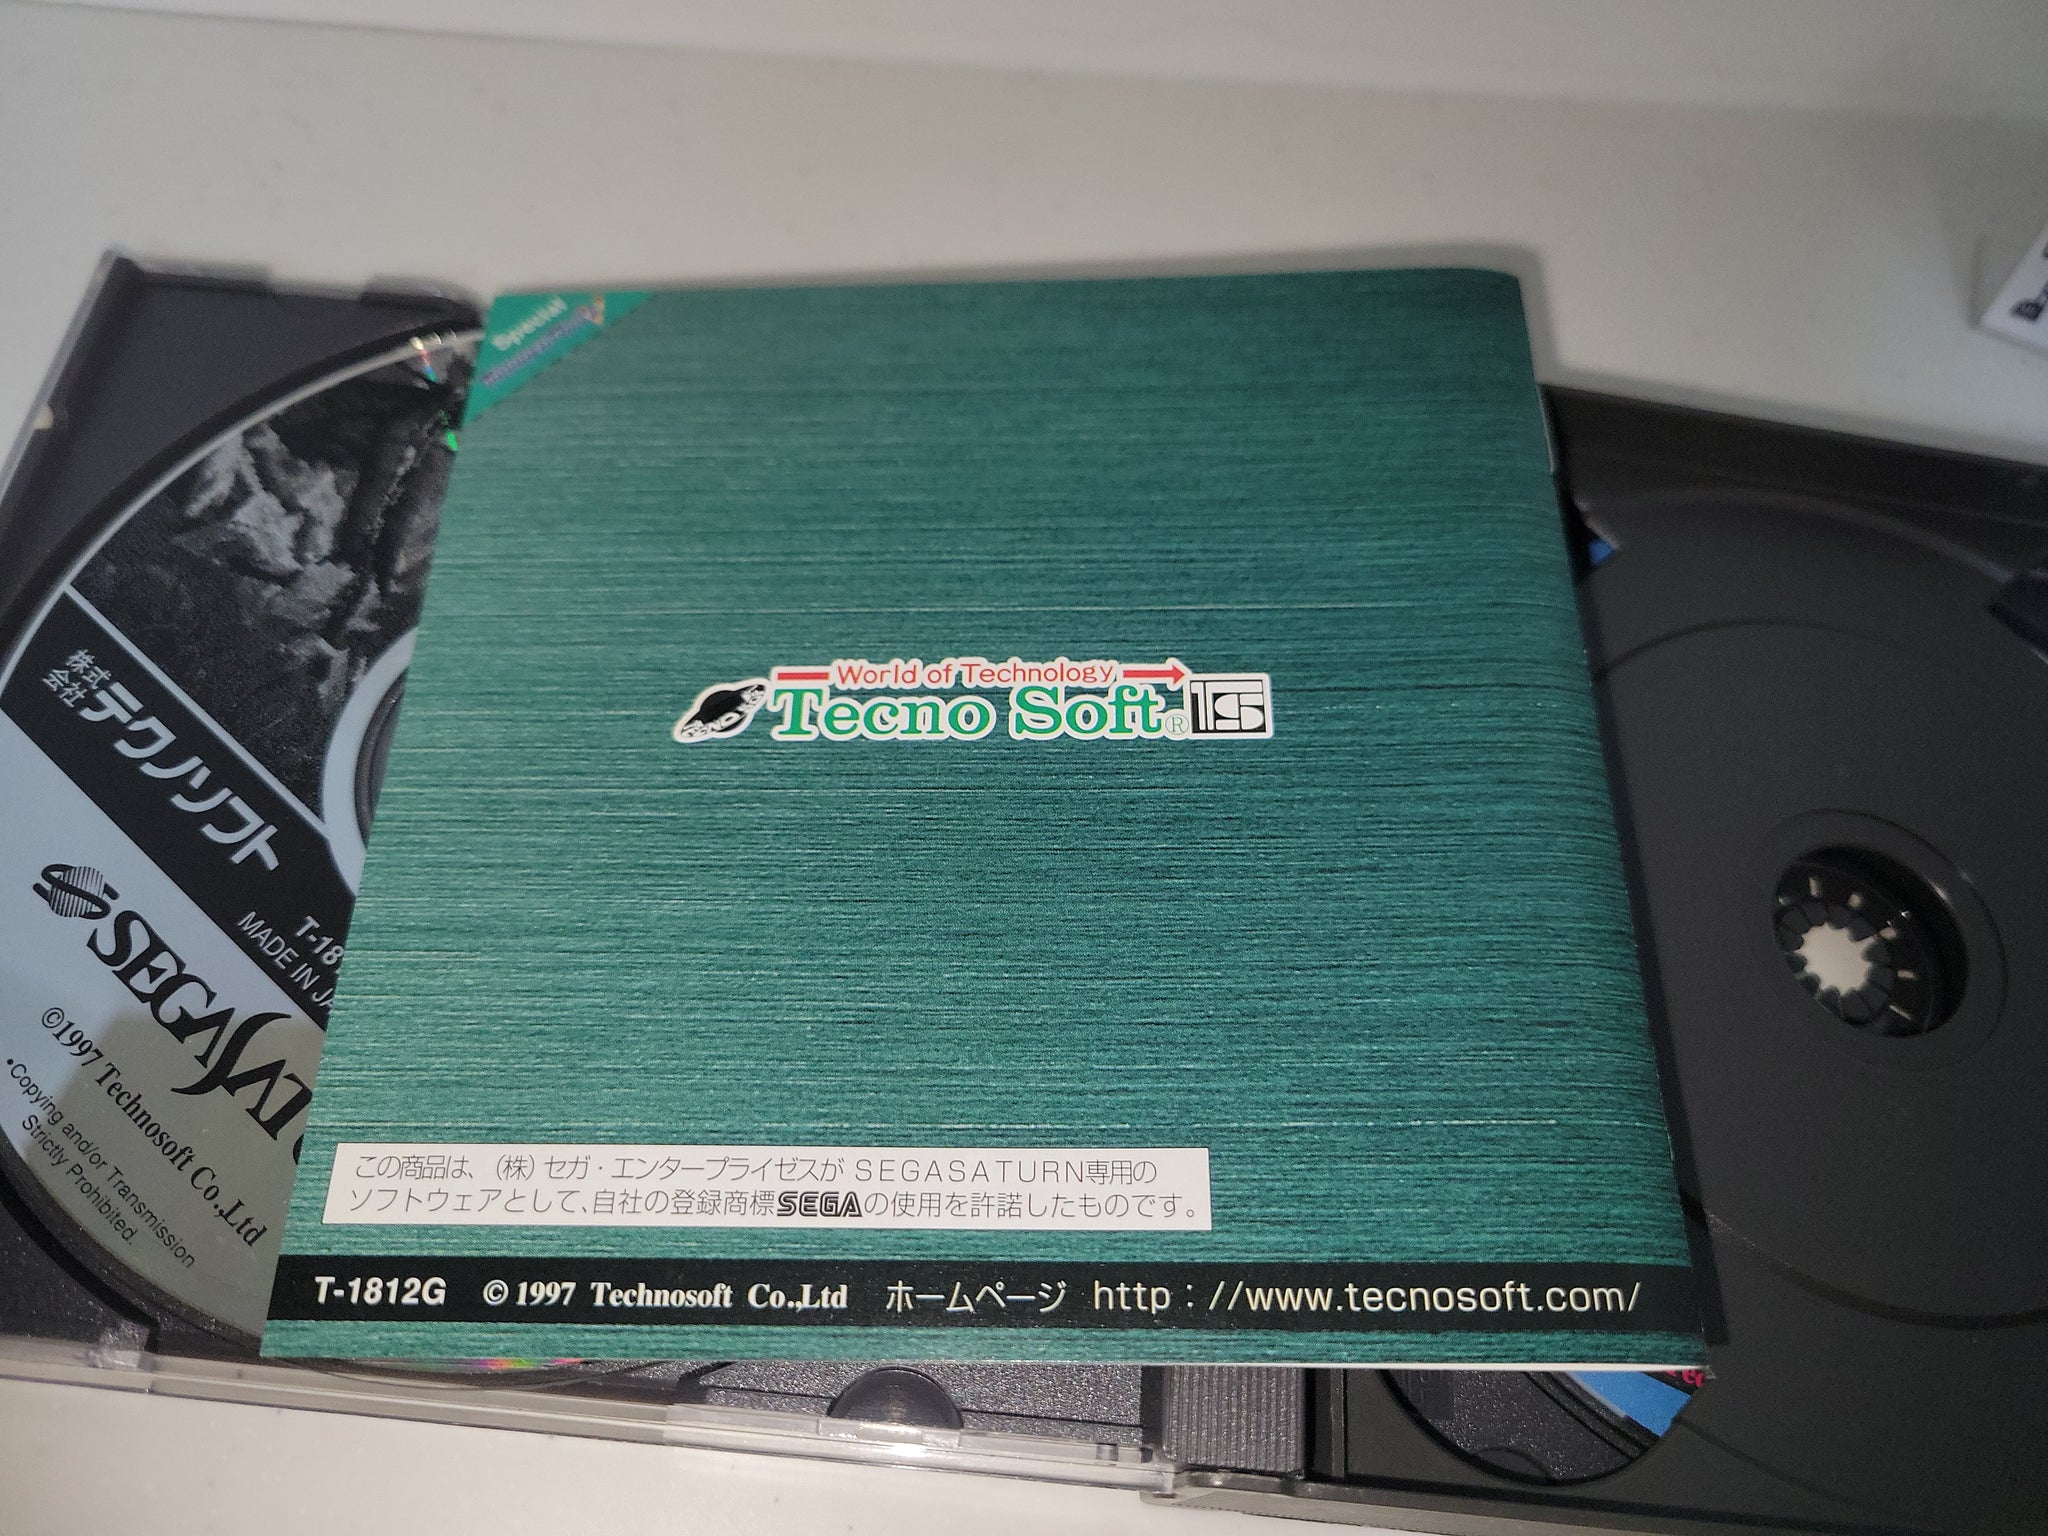 Special
World of Technology
Tecno Soft®
株式
会社
テクノソフト
T-18
MADE IN JA
SEGASAT
©1997 Technosoft Co.,Ltd
•Copying and/or Transmission
Strictly Prohibited.
この商品は、(株)セガ・エンタープライゼスが SEGASATURN専用の
ソフトウェアとして、自社の登録商標SEGAの使用を許諾したものです。
T-1812G © 1997 Technosoft Co.,Ltd ホームページ http://www.tecnosoft.com/